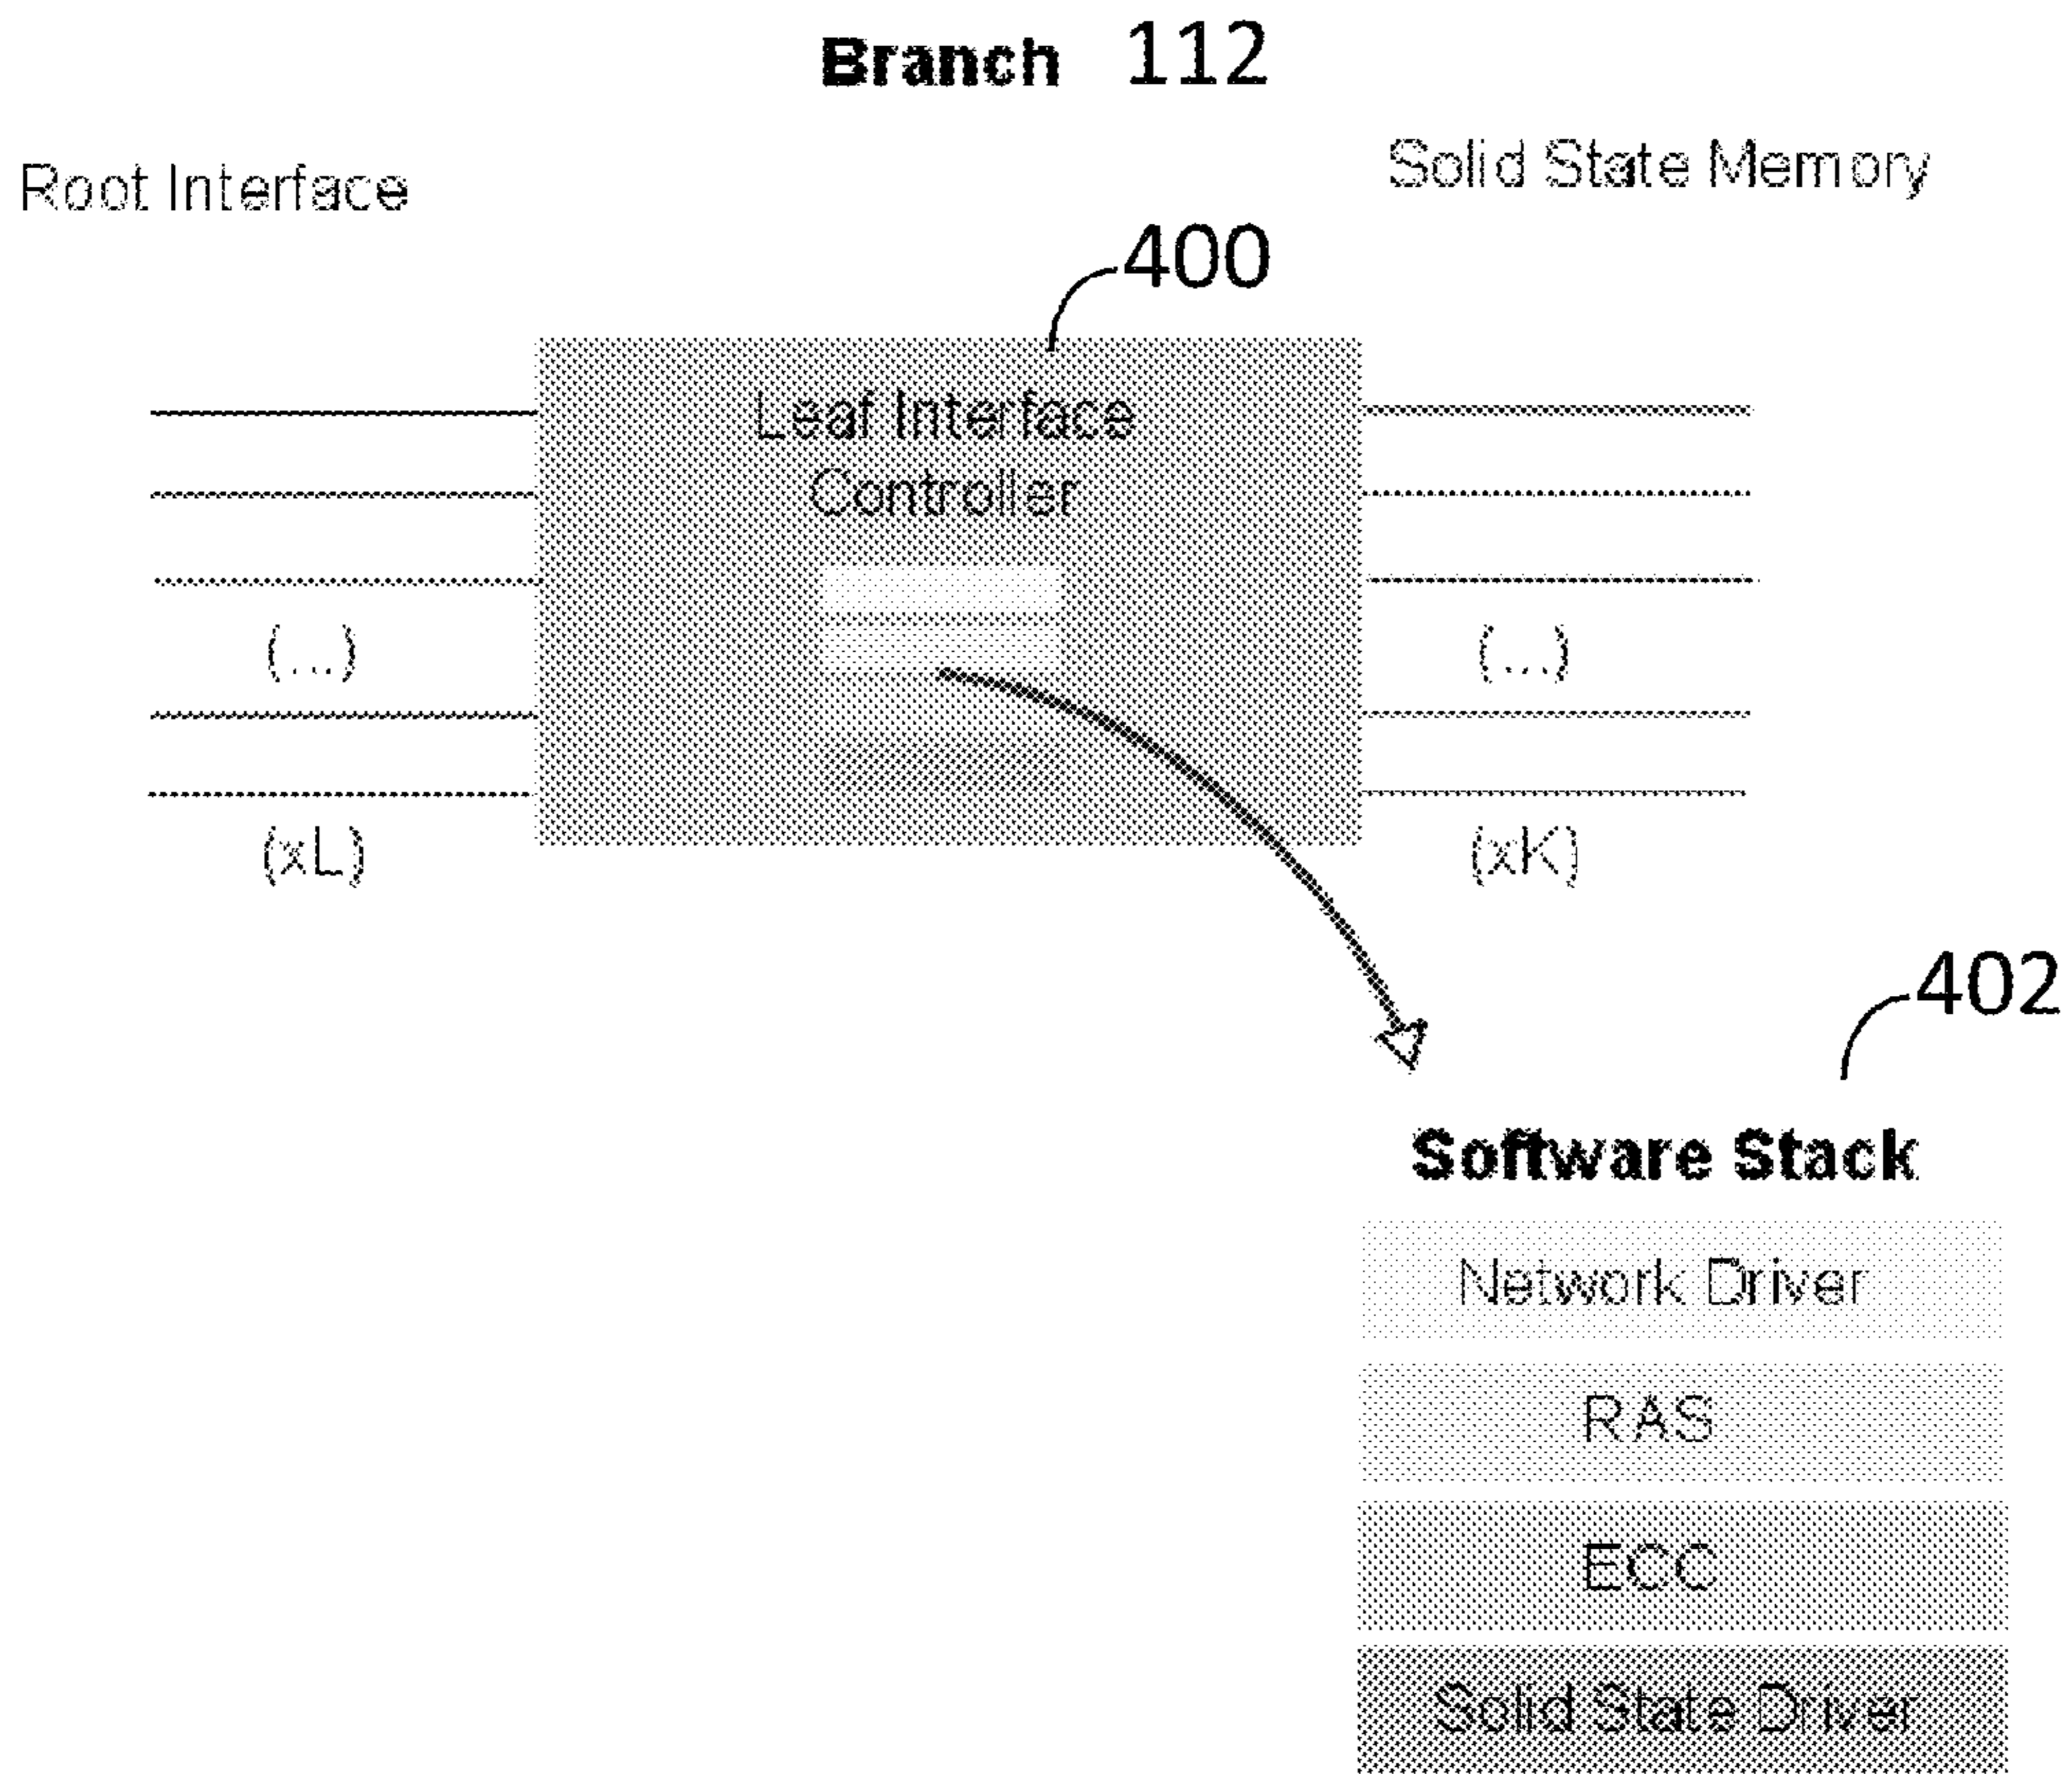 Branch 112
Root Interface
Solid State Memory
400
Leaf Interface
Controller
(...)
(...)
(xL)
(xK)
402
Software Stack
Network Driver
RAS
ECC
Solid State Driver